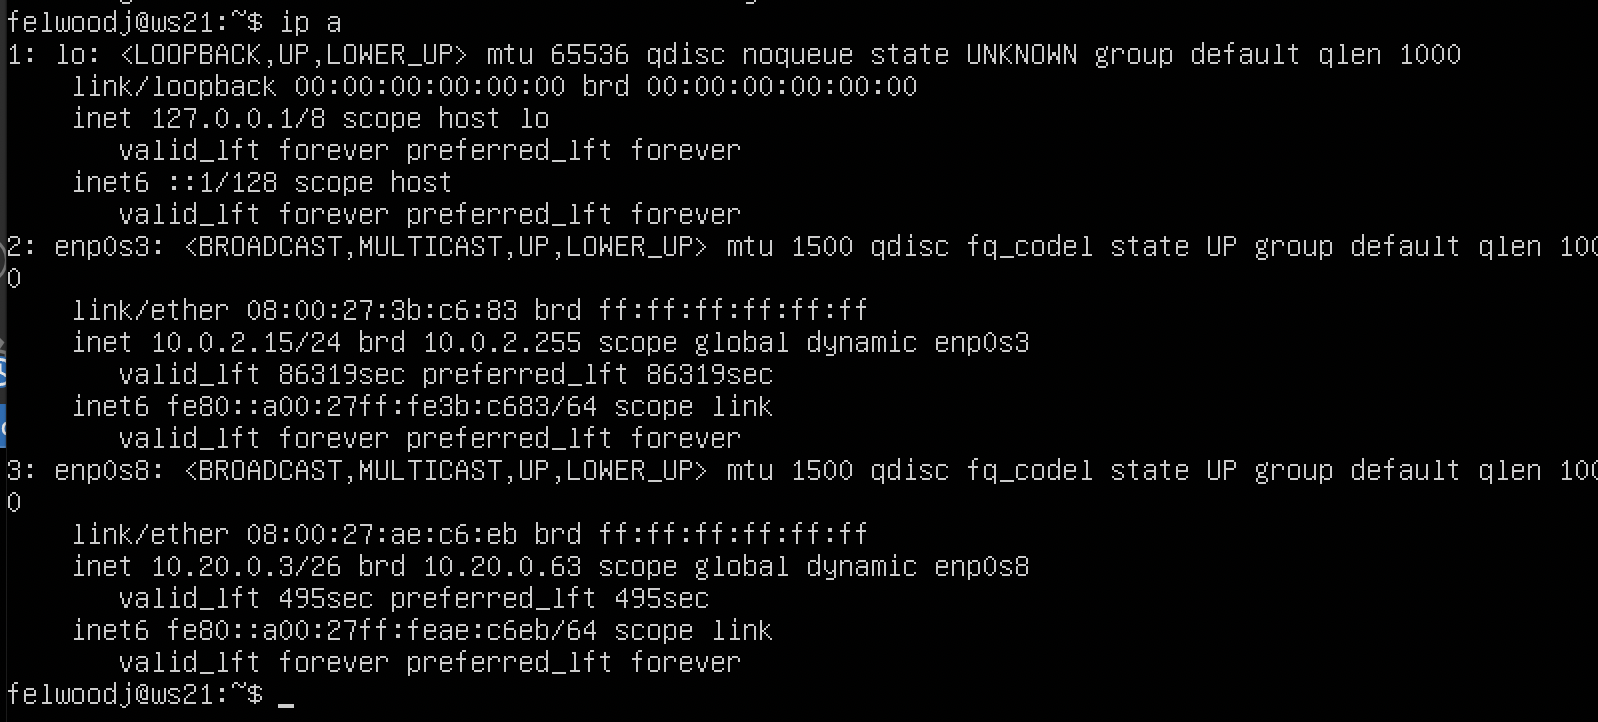 felwoodj@ws21:~$ ip a
1: lo: <LOOPBACK,UP,LOWER_UP> mtu 65536 qdisc noqueue state UNKNOWN group default qlen 1000
    link/loopback 00:00:00:00:00:00 brd 00:00:00:00:00:00
    inet 127.0.0.1/8 scope host lo
       valid_lft forever preferred_lft forever
    inet6 ::1/128 scope host
       valid_lft forever preferred_lft forever
2: enp0s3: <BROADCAST,MULTICAST,UP,LOWER_UP> mtu 1500 qdisc fq_codel state UP group default qlen 100
0
    link/ether 08:00:27:3b:c6:83 brd ff:ff:ff:ff:ff:ff
    inet 10.0.2.15/24 brd 10.0.2.255 scope global dynamic enp0s3
       valid_lft 86319sec preferred_lft 86319sec
    inet6 fe80::a00:27ff:fe3b:c683/64 scope link
       valid_lft forever preferred_lft forever
3: enp0s8: <BROADCAST,MULTICAST,UP,LOWER_UP> mtu 1500 qdisc fq_codel state UP group default qlen 100
0
    link/ether 08:00:27:ae:c6:eb brd ff:ff:ff:ff:ff:ff
    inet 10.20.0.3/26 brd 10.20.0.63 scope global dynamic enp0s8
       valid_lft 495sec preferred_lft 495sec
    inet6 fe80::a00:27ff:feae:c6eb/64 scope link
       valid_lft forever preferred_lft forever
felwoodj@ws21:~$ _